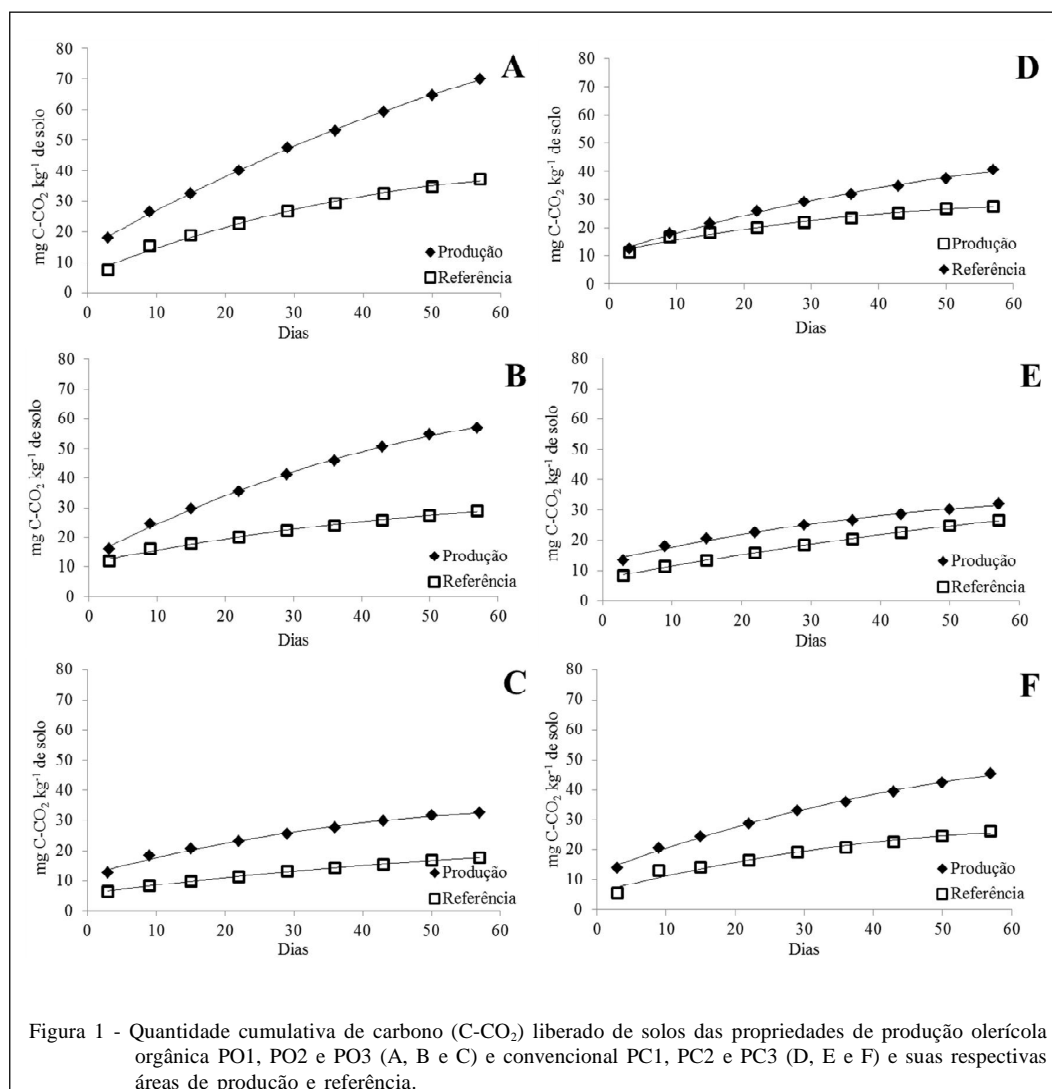 A
mg C-CO₂ kg⁻¹ de solo
80
70
60
50
40
30
20
10
0
0 10 20 30 40 50 60
Dias
Produção
Referência
D
mg C-CO₂ kg⁻¹ de solo
80
70
60
50
40
30
20
10
0
0 10 20 30 40 50 60
Dias
Produção
Referência
B
mg C-CO₂ kg⁻¹ de solo
80
70
60
50
40
30
20
10
0
0 10 20 30 40 50 60
Dias
Produção
Referência
E
mg C-CO₂ kg⁻¹ de solo
80
70
60
50
40
30
20
10
0
0 10 20 30 40 50 60
Dias
Produção
Referência
C
mg C-CO₂ kg⁻¹ de solo
80
70
60
50
40
30
20
10
0
0 10 20 30 40 50 60
Dias
Produção
Referência
F
mg C-CO₂ kg⁻¹ de solo
80
70
60
50
40
30
20
10
0
0 10 20 30 40 50 60
Dias
Produção
Referência
Figura 1 - Quantidade cumulativa de carbono (C-CO₂) liberado de solos das propriedades de produção olerícola
orgânica PO1, PO2 e PO3 (A, B e C) e convencional PC1, PC2 e PC3 (D, E e F) e suas respectivas
áreas de produção e referência.